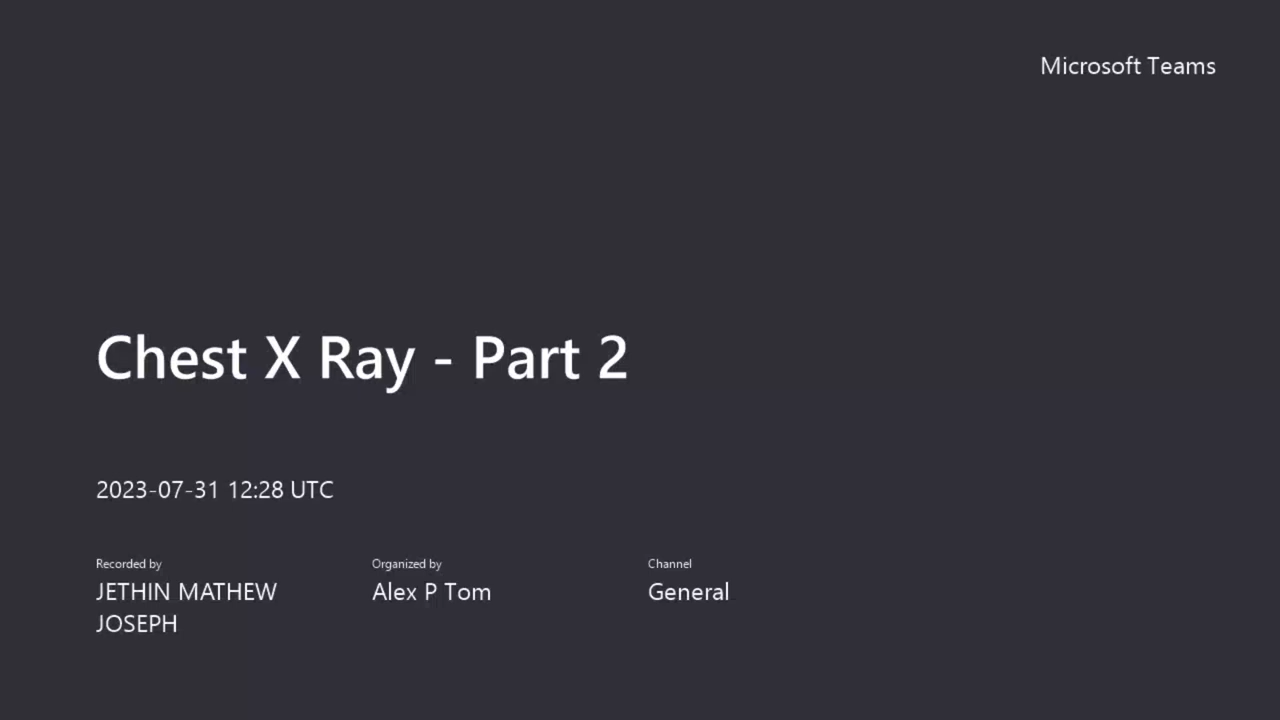 Microsoft Teams
Chest X Ray - Part 2
2023-07-31 12:28 UTC
Recorded by
JETHIN MATHEW
JOSEPH
Organized by
Alex P Tom
Channel
General